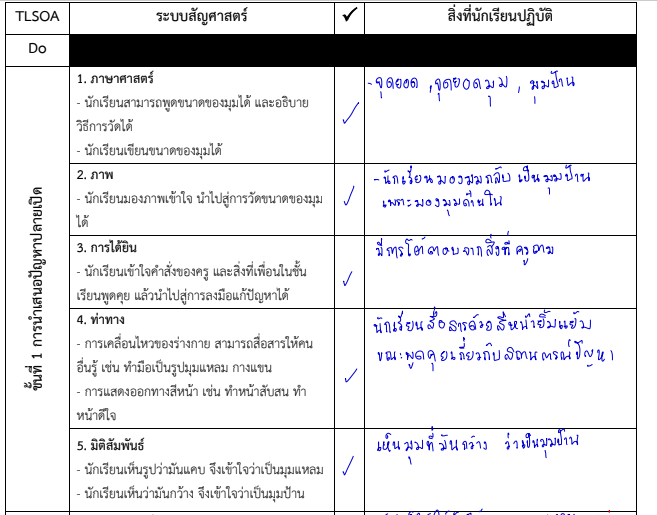 TLSOA ระบบสัญศาสตร์ ✓ สิ่งที่นักเรียนปฏิบัติ
Do
ขั้นที่ 1 การนำเสนอปัญหาปลายเปิด
1. ภาษาศาสตร์
- นักเรียนสามารถพูดขนาดของมุมได้ และอธิบาย
วิธีการวัดได้
- นักเรียนเขียนขนาดของมุมได้
✓
- จุดยอด , จุดยอดมุม , มุมป้าน
2. ภาพ
- นักเรียนมองภาพเข้าใจ นำไปสู่การวัดขนาดของมุม
ได้
✓
- นักเรียนมองมุมกลับ เป็นมุมป้าน
เพราะมองมุมด้านใน
3. การได้ยิน
- นักเรียนเข้าใจคำสั่งของครู และสิ่งที่เพื่อนในชั้น
เรียนพูดคุย แล้วนำไปสู่การลงมือแก้ปัญหาได้
✓
มีการโต้ตอบจากสิ่งที่ครูถาม
4. ท่าทาง
- การเคลื่อนไหวของร่างกาย สามารถสื่อสารให้คน
อื่นรู้ เช่น ทำมือเป็นรูปมุมแหลม กางแขน
- การแสดงออกทางสีหน้า เช่น ทำหน้าสับสน ทำ
หน้าดีใจ
✓
นักเรียนสื่อสารด้วยสีหน้ายิ้มแย้ม
ขณะพูดคุยเกี่ยวกับสถานการณ์ปัญหา
5. มิติสัมพันธ์
- นักเรียนเห็นรูปว่ามันแคบ จึงเข้าใจว่าเป็นมุมแหลม
- นักเรียนเห็นว่ามันกว้าง จึงเข้าใจว่าเป็นมุมป้าน
✓
เห็นมุมที่มันกว้าง ว่าเป็นมุมป้าน